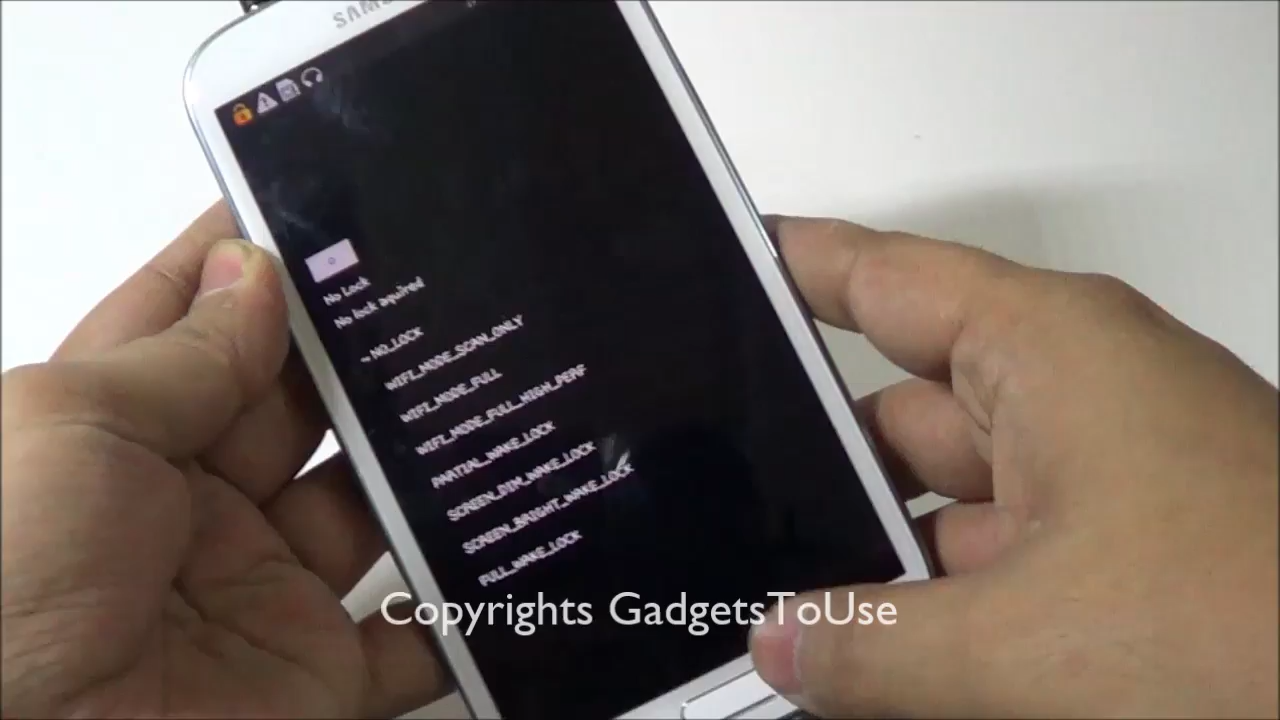 SAMS
No Lock
No lock aquired
~ NO_LOCK
WIFI_MODE_SCAN_ONLY
WIFI_MODE_FULL
WIFI_MODE_FULL_HIGH_PERF
PARTIAL_WAKE_LOCK
SCREEN_DIM_WAKE_LOCK
SCREEN_BRIGHT_WAKE_LOCK
FULL_WAKE_LOCK
Copyrights GadgetsToUse